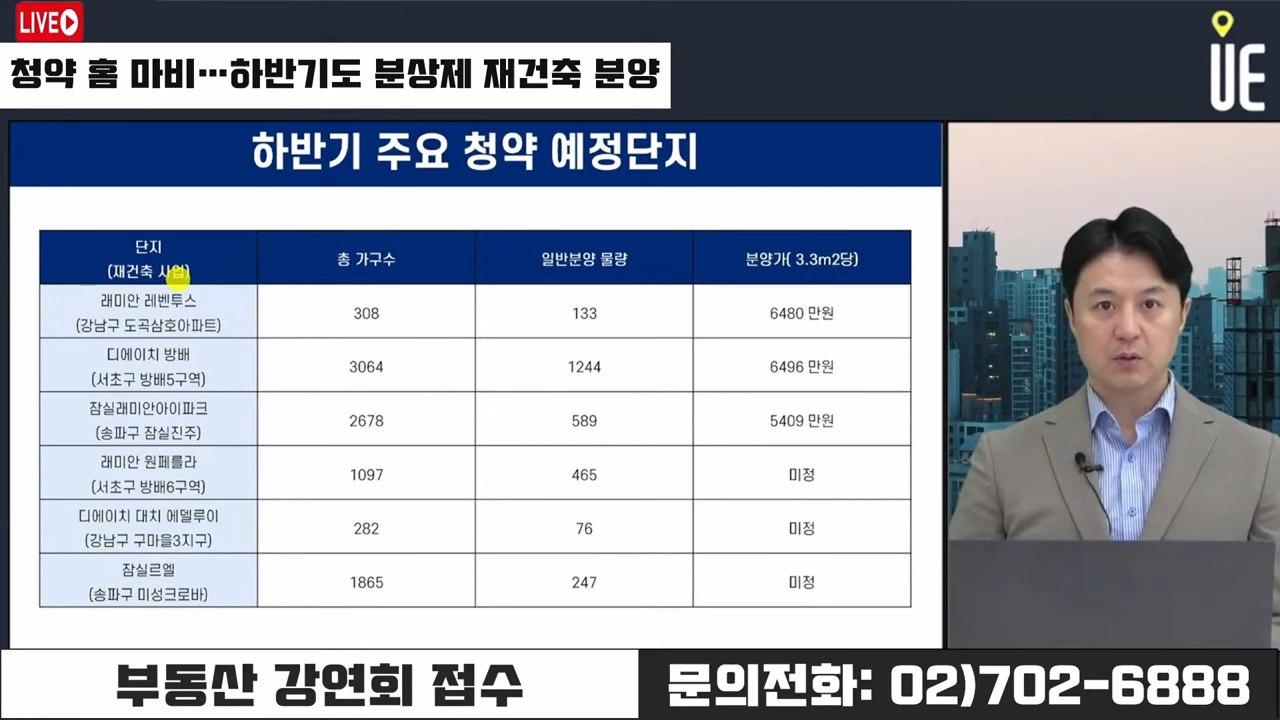 LIVE
청약 홈 마비…하반기도 분상제 재건축 분양
UE
하반기 주요 청약 예정단지
단지
(재건축 사업)
총 가구수
일반분양 물량
분양가( 3.3m2당)
래미안 레벤투스
(강남구 도곡삼호아파트)
308
133
6480 만원
디에이치 방배
(서초구 방배5구역)
3064
1244
6496 만원
잠실래미안아이파크
(송파구 잠실진주)
2678
589
5409 만원
래미안 원페를라
(서초구 방배6구역)
1097
465
미정
디에이치 대치 에델루이
(강남구 구마을3지구)
282
76
미정
잠실르엘
(송파구 미성크로바)
1865
247
미정
부동산 강연회 접수
문의전화: 02)702-6888